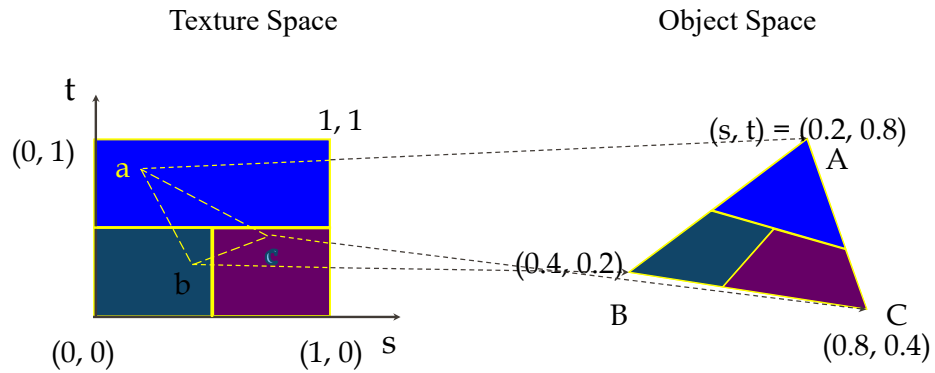 Texture Space
Object Space
t
1, 1
(0, 1)
a
(s, t) = (0.2, 0.8)
A
c
b
(0.4, 0.2)
B
C
s
(0, 0)
(1, 0)
(0.8, 0.4)